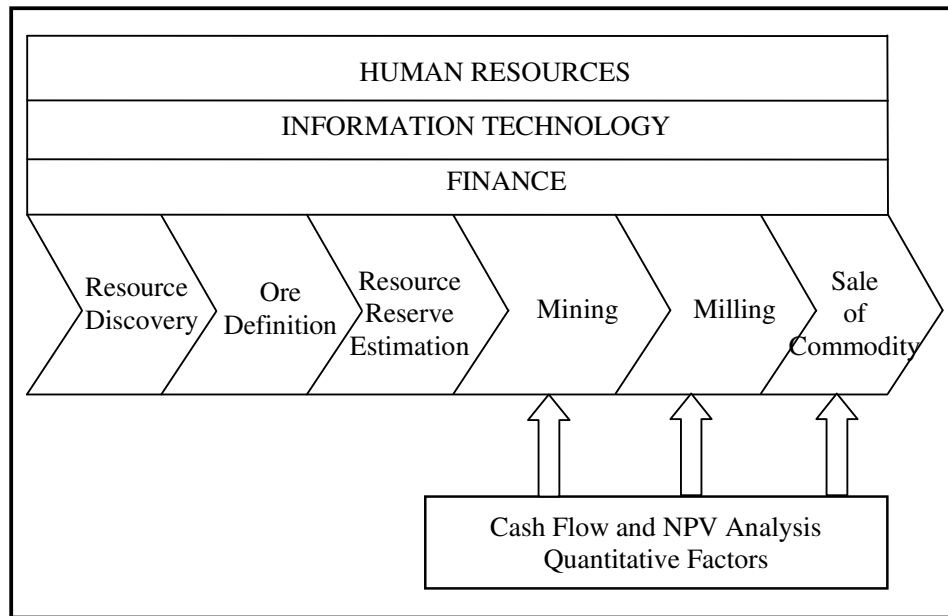 HUMAN RESOURCES
INFORMATION TECHNOLOGY
FINANCE
Resource
Discovery
Ore
Definition
Resource
Reserve
Estimation
Mining
Milling
Sale
of
Commodity
Cash Flow and NPV Analysis
Quantitative Factors